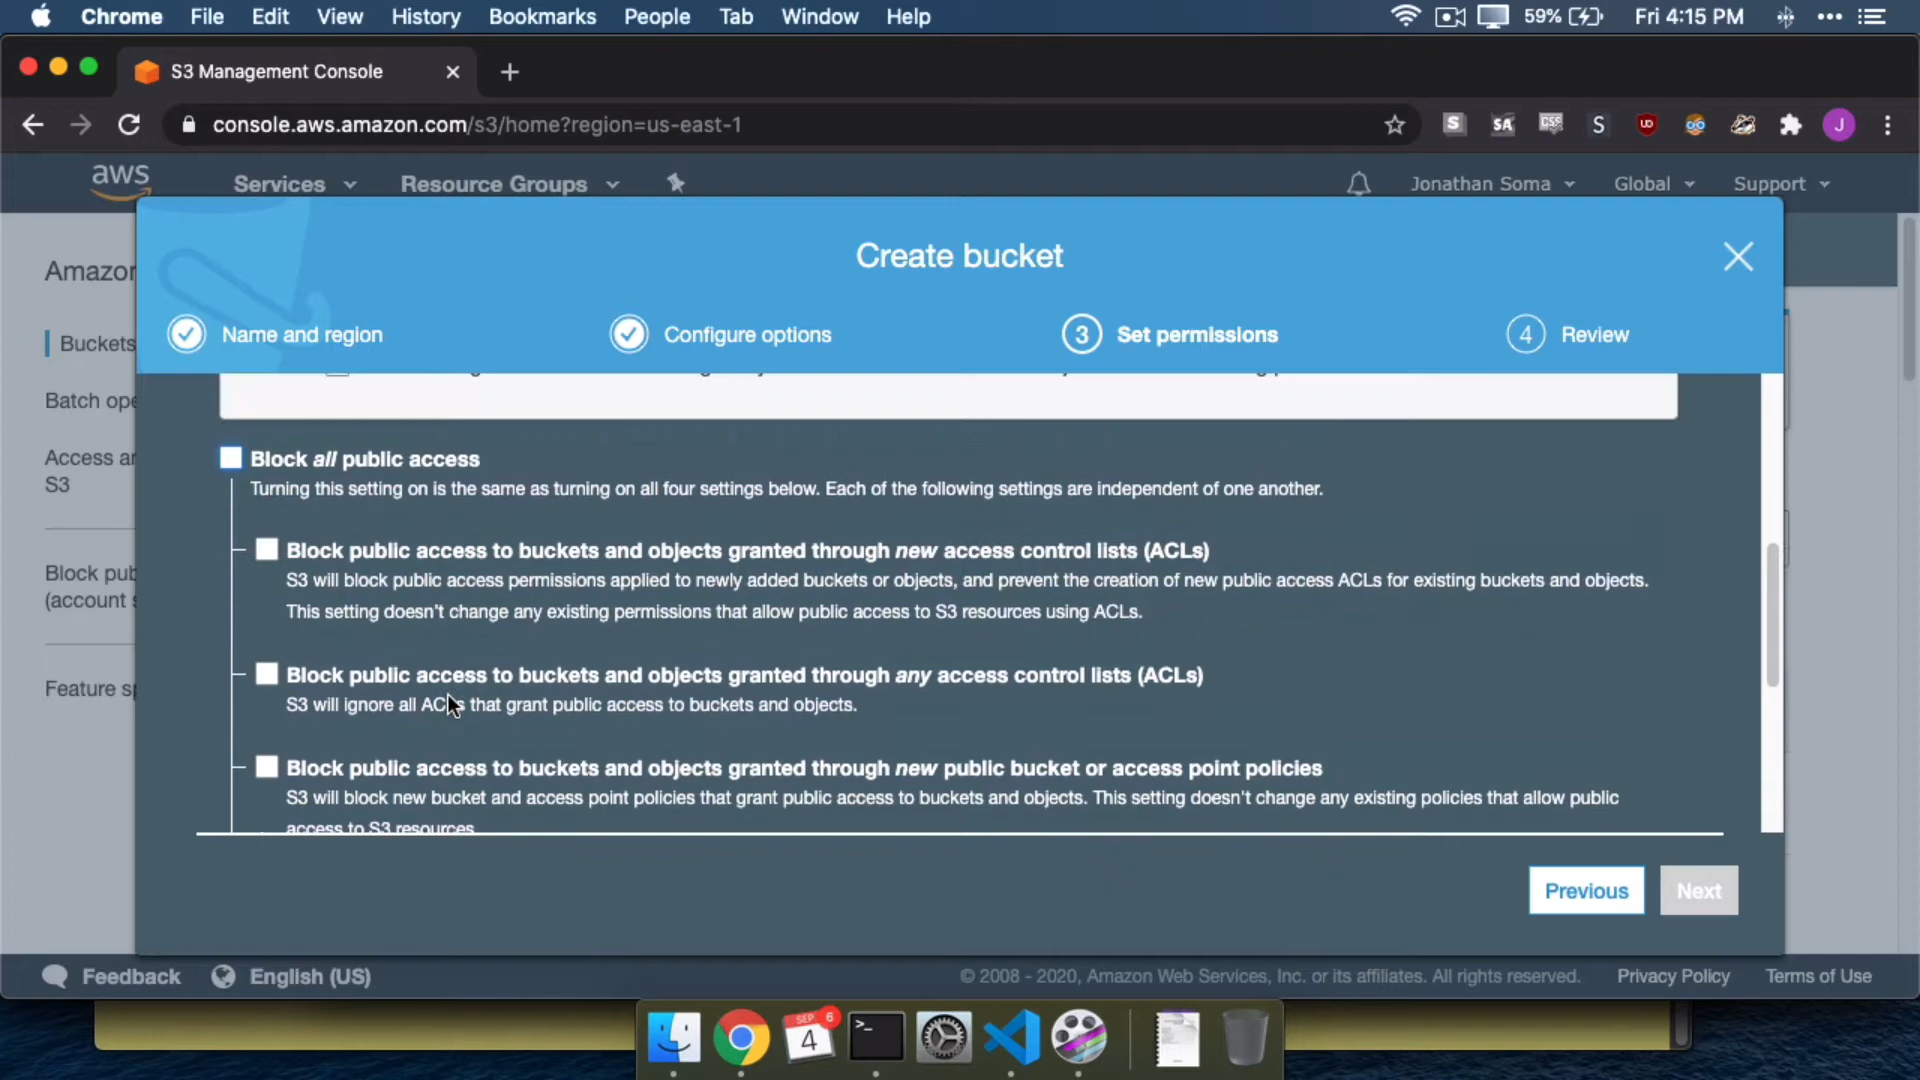 Chrome File Edit View History Bookmarks People Tab Window Help 59% Fri 4:15 PM
S3 Management Console
console.aws.amazon.com/s3/home?region=us-east-1
aws Services Resource Groups Jonathan Soma Global Support
Create bucket
Name and region Configure options 3 Set permissions 4 Review
Amazon
Buckets
Batch ope
Access ar
S3
Block pub
(account s
Feature sp
Block all public access
Turning this setting on is the same as turning on all four settings below. Each of the following settings are independent of one another.
Block public access to buckets and objects granted through new access control lists (ACLs)
S3 will block public access permissions applied to newly added buckets or objects, and prevent the creation of new public access ACLs for existing buckets and objects.
This setting doesn't change any existing permissions that allow public access to S3 resources using ACLs.
Block public access to buckets and objects granted through any access control lists (ACLs)
S3 will ignore all ACLs that grant public access to buckets and objects.
Block public access to buckets and objects granted through new public bucket or access point policies
S3 will block new bucket and access point policies that grant public access to buckets and objects. This setting doesn't change any existing policies that allow public
access to S3 resources
Previous Next
Feedback English (US) © 2008 - 2020, Amazon Web Services, Inc. or its affiliates. All rights reserved. Privacy Policy Terms of Use
SEP 4 6